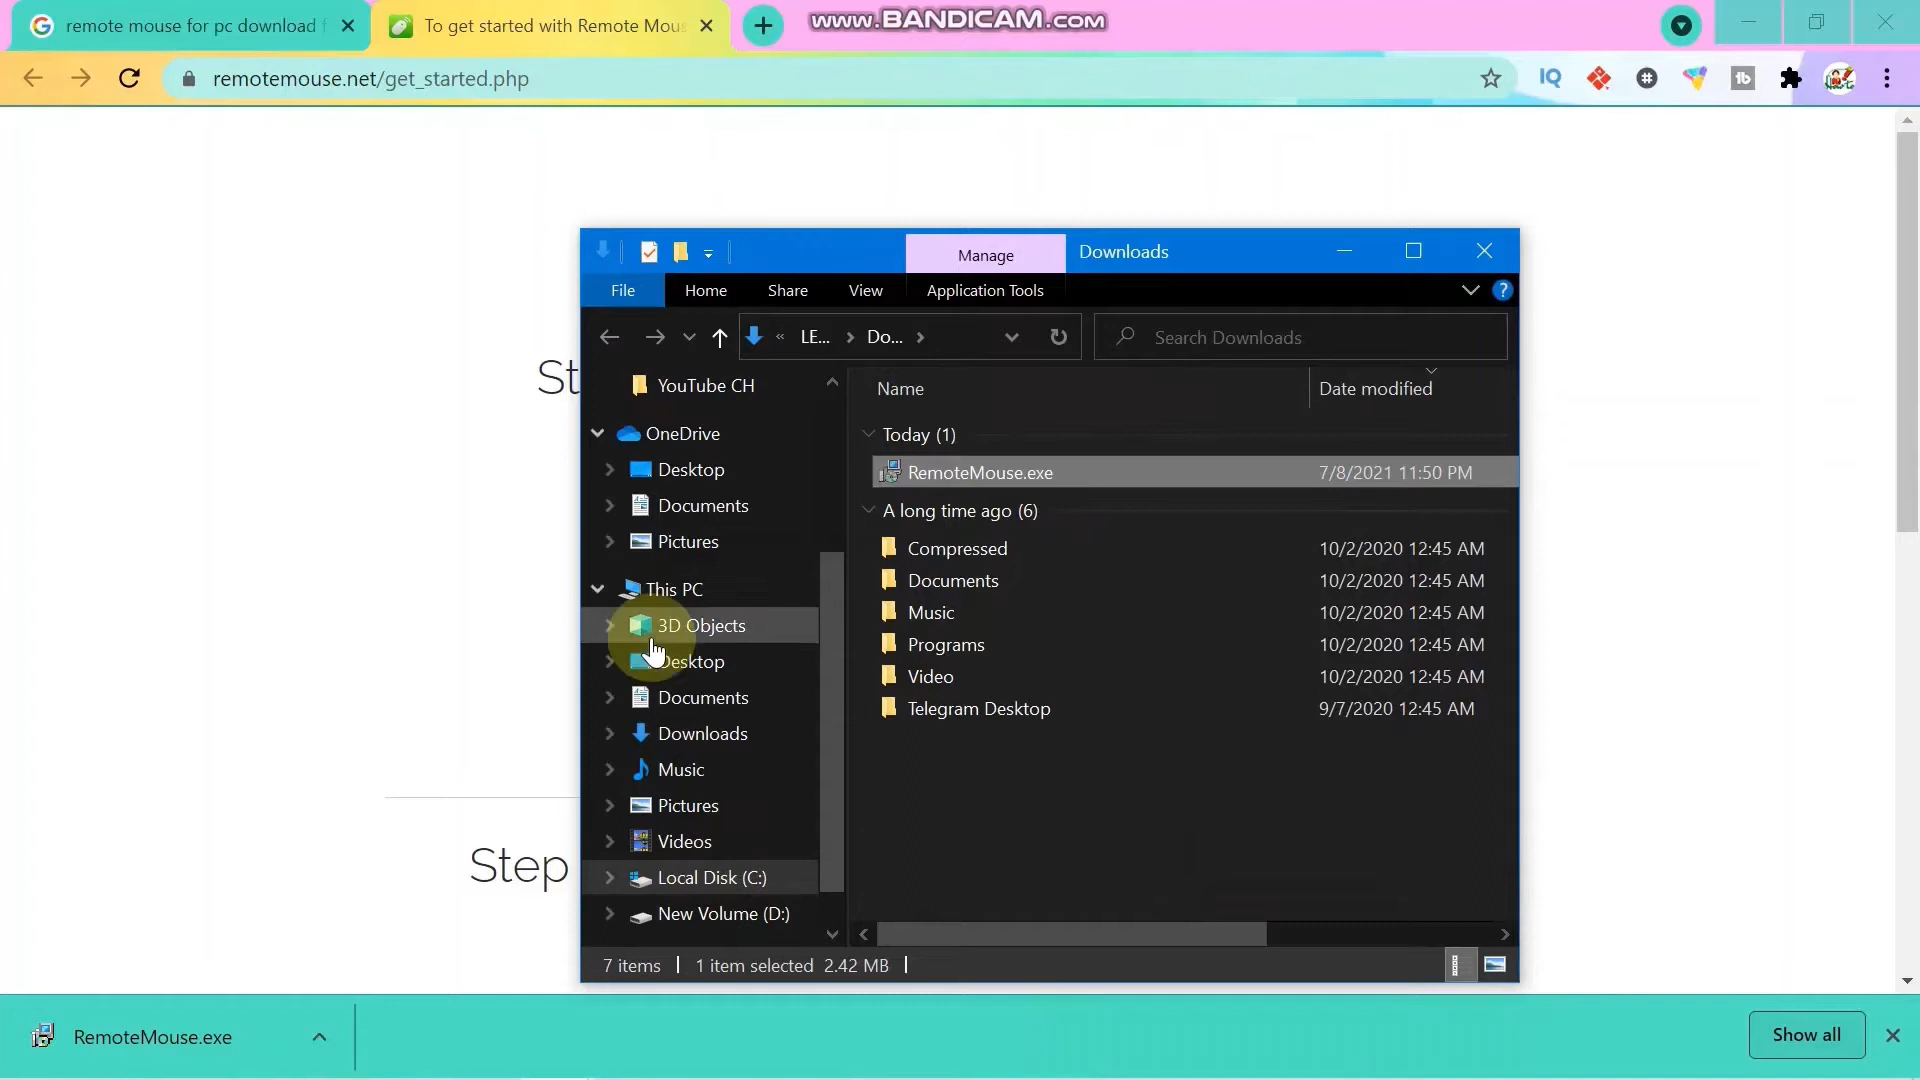 remote mouse for pc download f
To get started with Remote Mous
www.BANDICAM.com
remotemouse.net/get_started.php
IQ
tb
Manage
Downloads
File
Home
Share
View
Application Tools
?
« LE... > Do... >
Search Downloads
YouTube CH
OneDrive
Desktop
Documents
Pictures
This PC
3D Objects
Desktop
Documents
Downloads
Music
Pictures
Videos
Local Disk (C:)
New Volume (D:)
Name
Date modified
Today (1)
RemoteMouse.exe 7/8/2021 11:50 PM
A long time ago (6)
Compressed 10/2/2020 12:45 AM
Documents 10/2/2020 12:45 AM
Music 10/2/2020 12:45 AM
Programs 10/2/2020 12:45 AM
Video 10/2/2020 12:45 AM
Telegram Desktop 9/7/2020 12:45 AM
7 items
1 item selected 2.42 MB
St
Step
RemoteMouse.exe
Show all